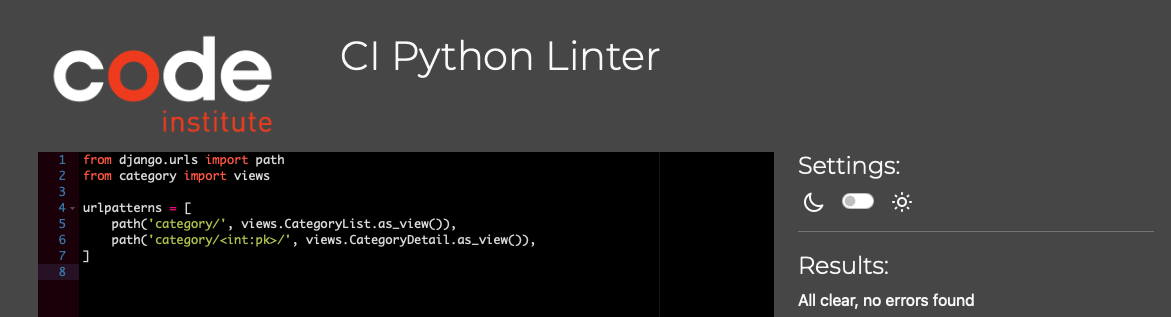 code
institute
CI Python Linter
1 from django.urls import path
2 from category import views
3
4 urlpatterns = [
5     path('category/', views.CategoryList.as_view()),
6     path('category/<int:pk>/', views.CategoryDetail.as_view()),
7 ]
8
Settings:
Results:
All clear, no errors found